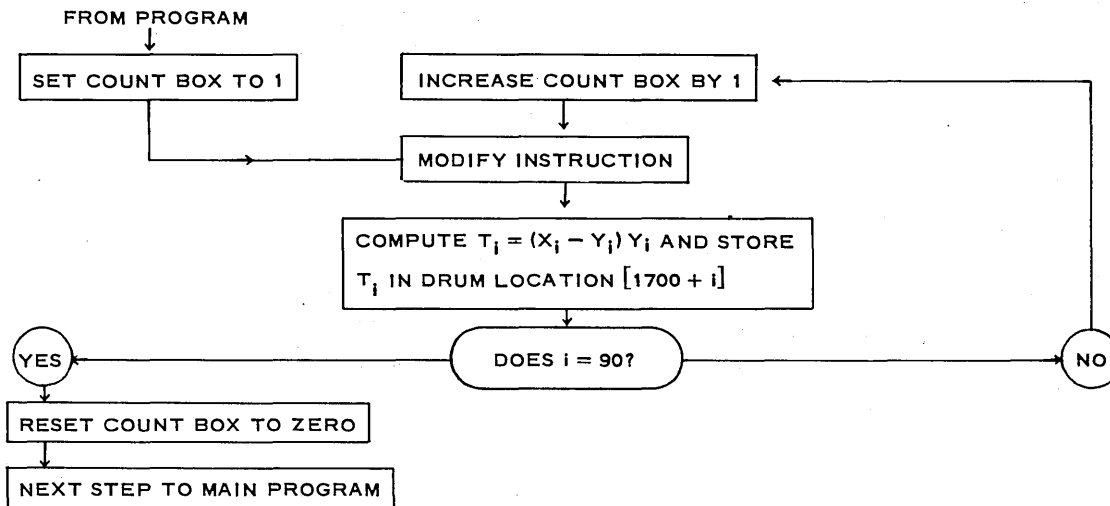 FROM PROGRAM
SET COUNT BOX TO 1
INCREASE COUNT BOX BY 1
MODIFY INSTRUCTION
COMPUTE Tᵢ = (Xᵢ – Yᵢ) Yᵢ AND STORE
Tᵢ IN DRUM LOCATION [1700 + i]
YES
DOES i = 90?
NO
RESET COUNT BOX TO ZERO
NEXT STEP TO MAIN PROGRAM